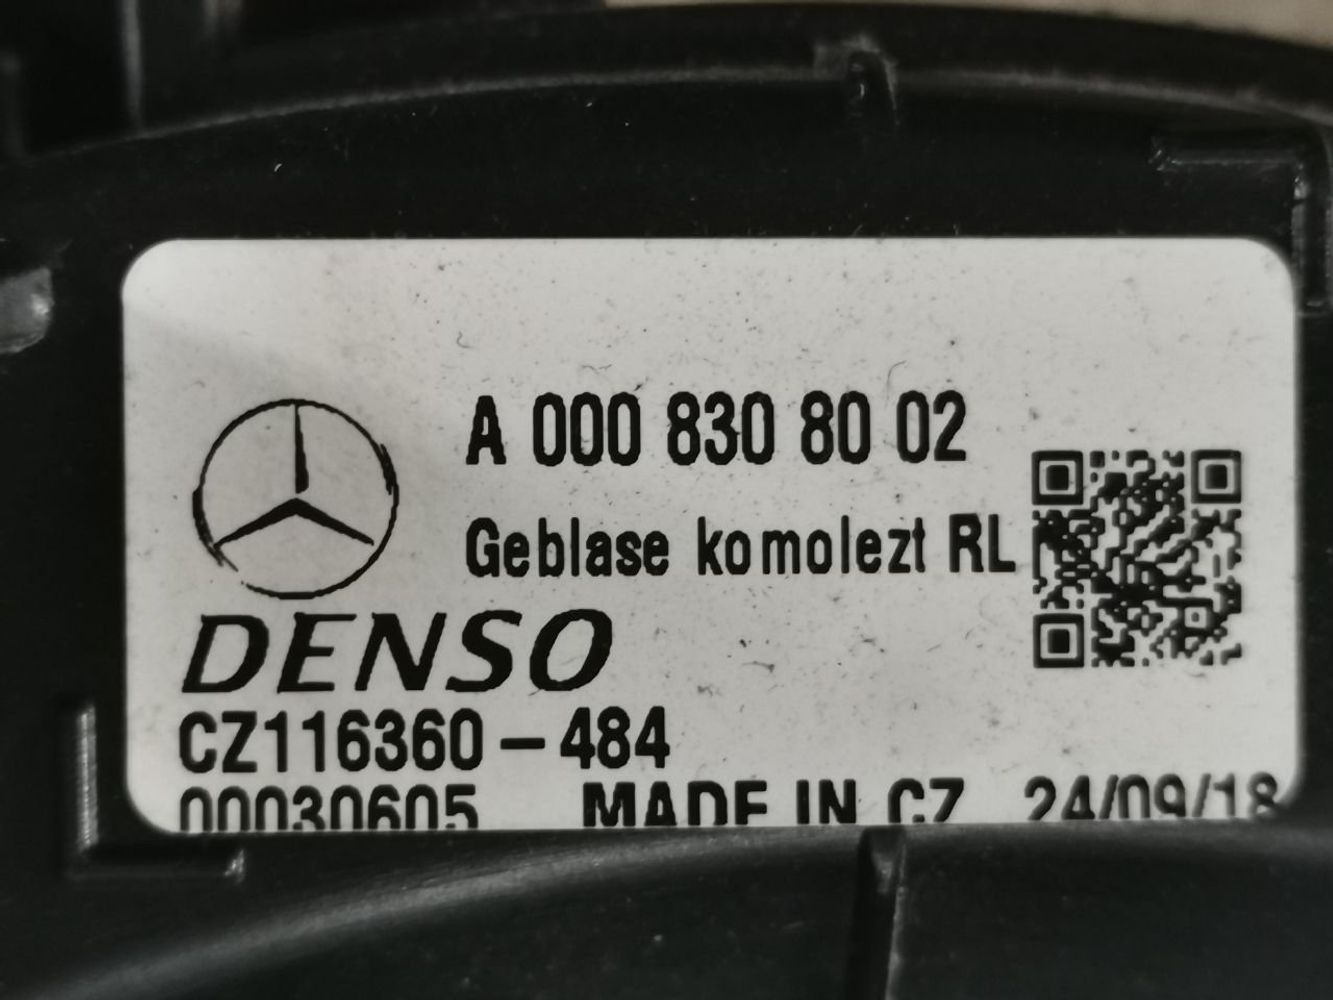 A 000 830 80 02
Geblase komolezt RL
DENSO
CZ116360-484
00030605 MADE IN CZ 24/09/18